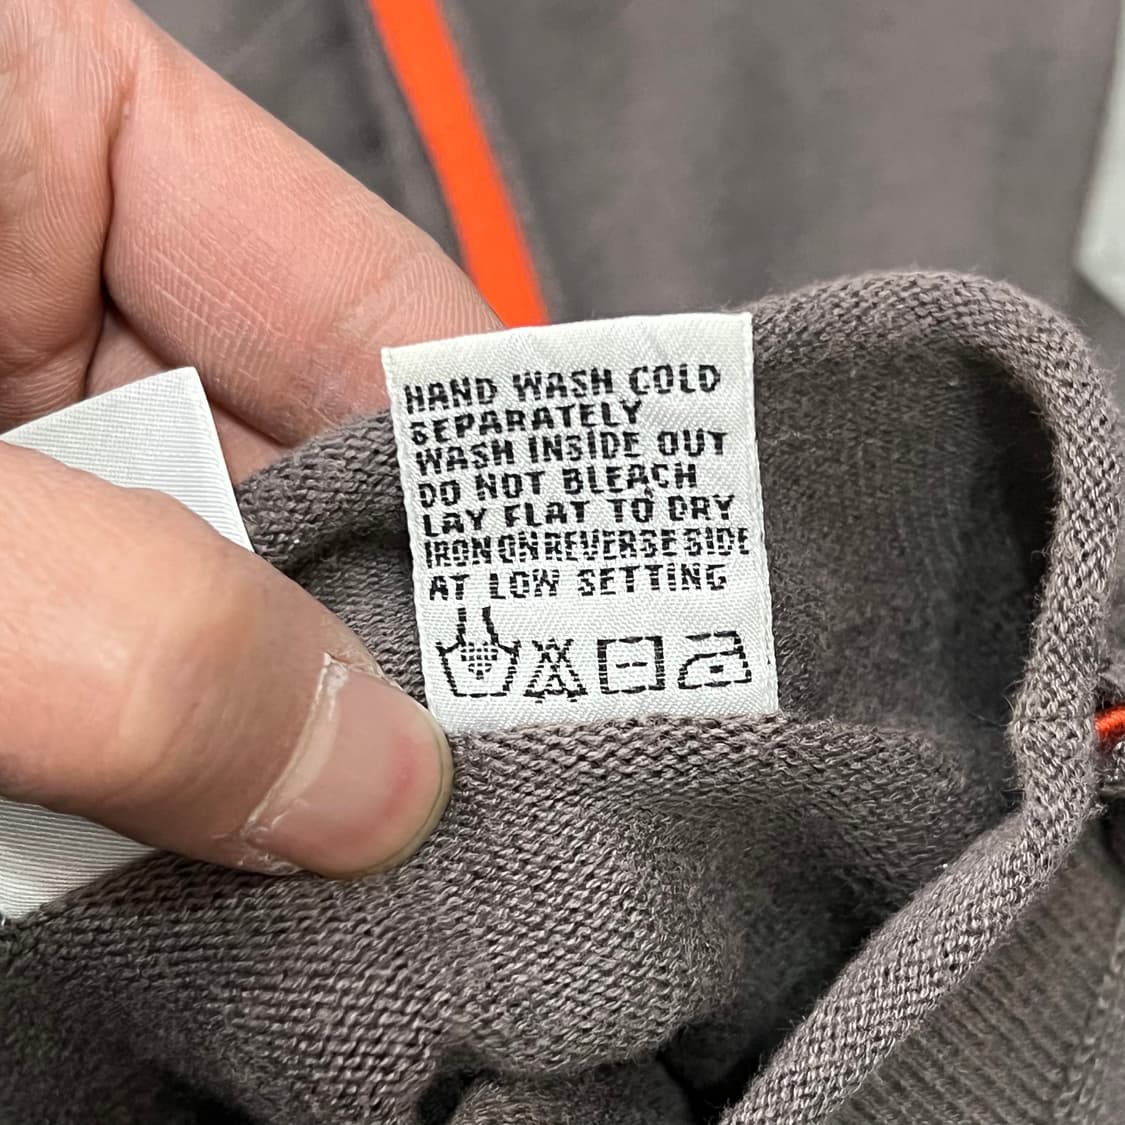 HAND WASH COLD
SEPARATELY
WASH INSIDE OUT
DO NOT BLEACH
LAY FLAT TO DRY
IRON ON REVERSE SIDE
AT LOW SETTING